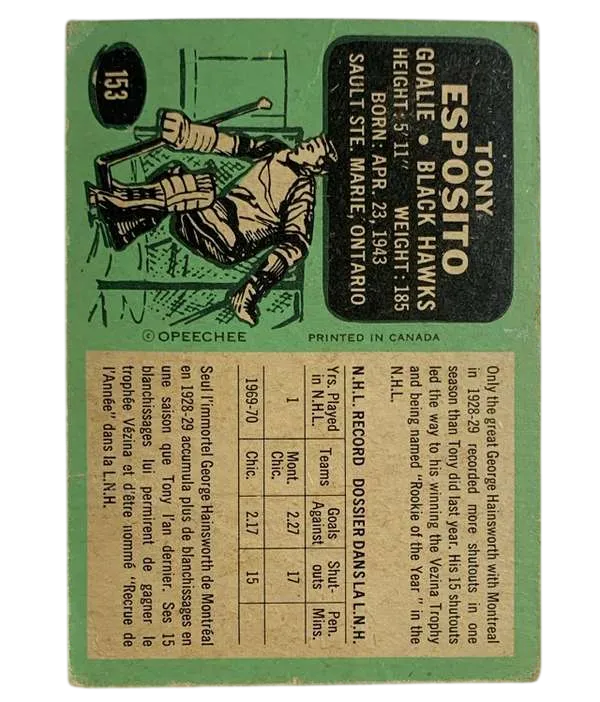 TONY
ESPOSITO
GOALIE • BLACK HAWKS
HEIGHT: 5' 11" WEIGHT: 185
BORN: APR. 23, 1943
SAULT STE. MARIE, ONTARIO
153
© OPEECHEE PRINTED IN CANADA
Only the great George Hainsworth with Montreal
in 1928-29 recorded more shutouts in one
season than Tony did last year. His 15 shutouts
led the way to his winning the Vezina Trophy
and being named "Rookie of the Year" in the
N.H.L.
N.H.L. RECORD DOSSIER DANS LA L.N.H.
Yrs. Played in N.H.L. Teams Goals Against Shut-outs Pen. Mins.
1 Mont. Chic. 2.27 17
1969-70 Chic. 2.17 15
Seul l'immortel George Hainsworth de Montréal
en 1928-29 accumula plus de blanchissages en
une saison que Tony l'an dernier. Ses 15
blanchissages lui permirent de gagner le
trophée Vézina et d'être nommé "Recrue de
l'Année" dans la L.N.H.